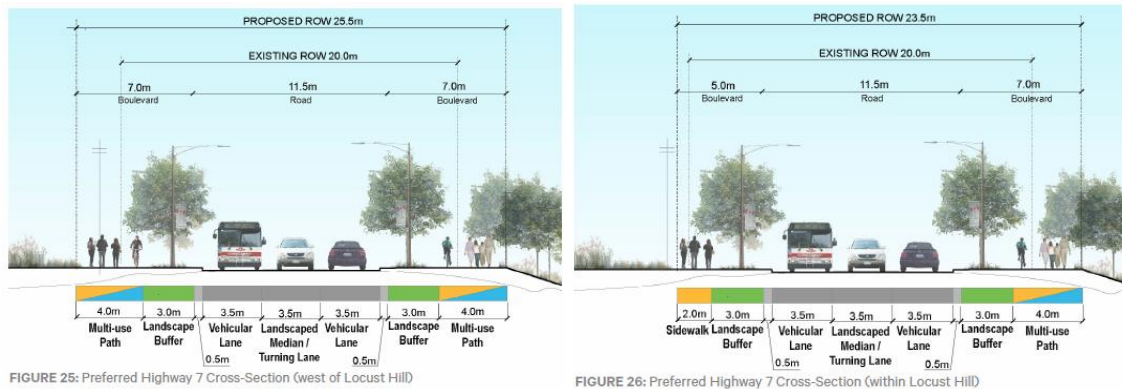 PROPOSED ROW 25.5m
EXISTING ROW 20.0m
7.0m 11.5m 7.0m
Boulevard Road Boulevard
4.0m 3.0m 3.5m 3.5m 3.5m 3.0m 4.0m
Multi-use Landscape Vehicular Landscaped Vehicular Landscape Multi-use
Path Buffer Lane Median / Lane Buffer Path
Turning Lane
0.5m 0.5m
FIGURE 25: Preferred Highway 7 Cross-Section (west of Locust Hill)
PROPOSED ROW 23.5m
EXISTING ROW 20.0m
5.0m 11.5m 7.0m
Boulevard Road Boulevard
2.0m 3.0m 3.5m 3.5m 3.5m 3.0m 4.0m
Sidewalk Landscape Vehicular Landscaped Vehicular Landscape Multi-use
Buffer Lane Median / Lane Buffer Path
Turning Lane
0.5m 0.5m
FIGURE 26: Preferred Highway 7 Cross-Section (within Locust Hill)